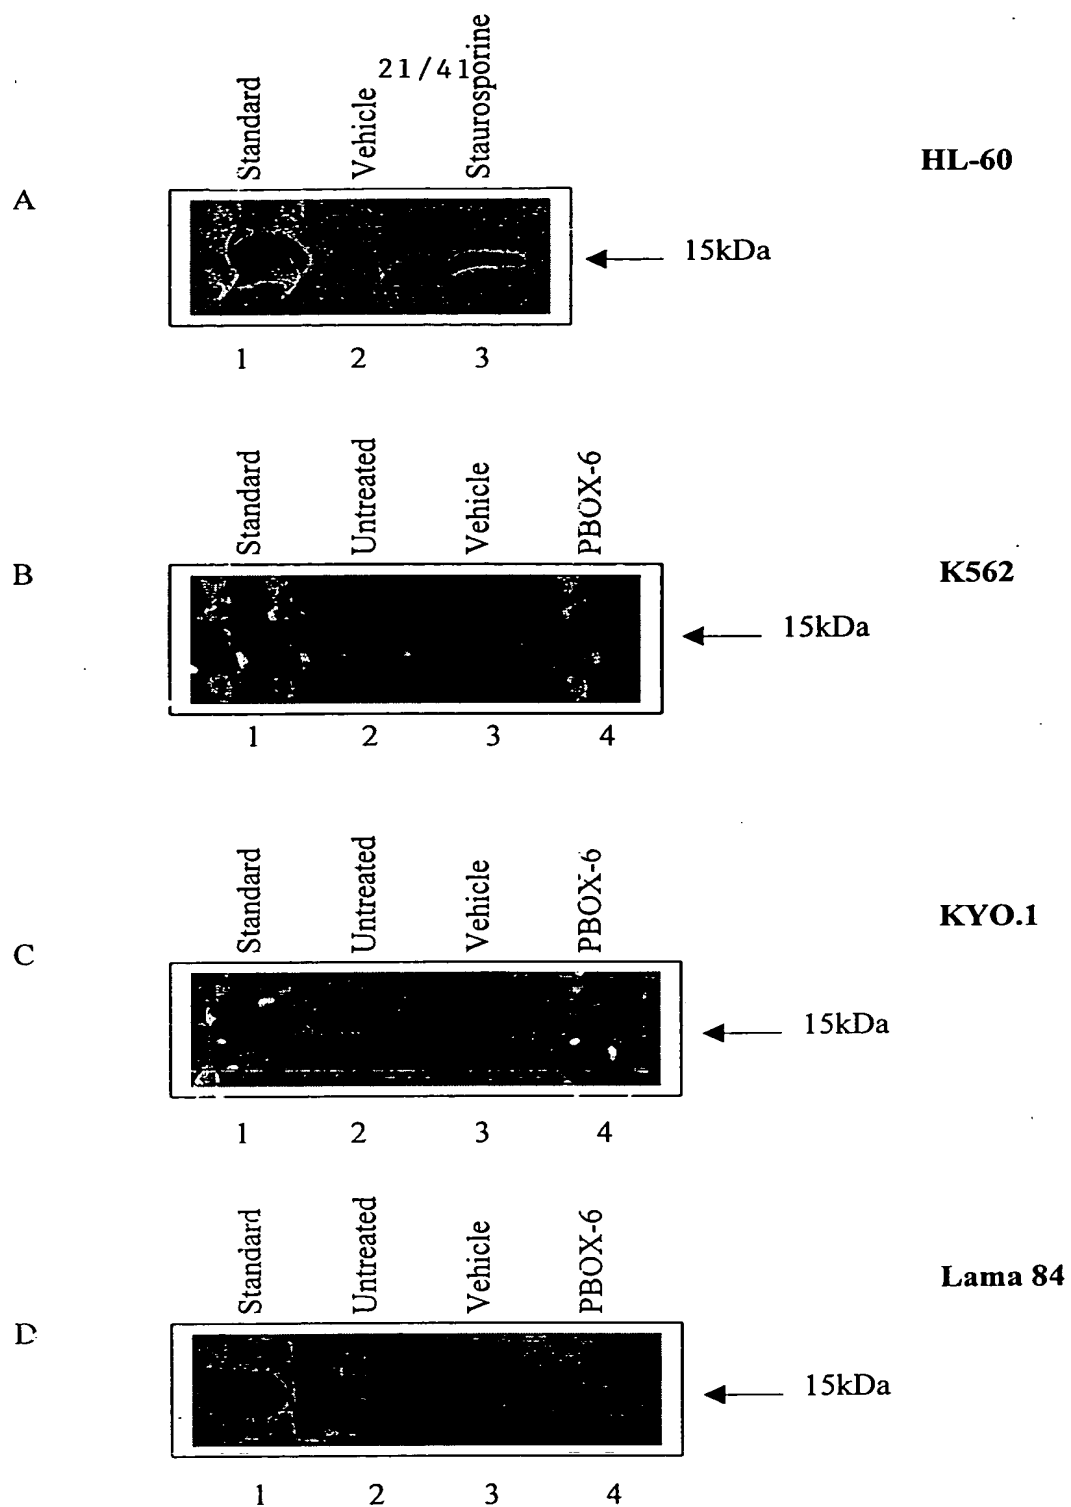 21/41
Standard Vehicle Staurosporine
HL-60
A
15kDa
1 2 3
Standard Untreated Vehicle PBOX-6
B
K562
15kDa
1 2 3 4
Standard Untreated Vehicle PBOX-6
KYO.1
C
15kDa
1 2 3 4
Standard Untreated Vehicle PBOX-6
Lama 84
D
15kDa
1 2 3 4